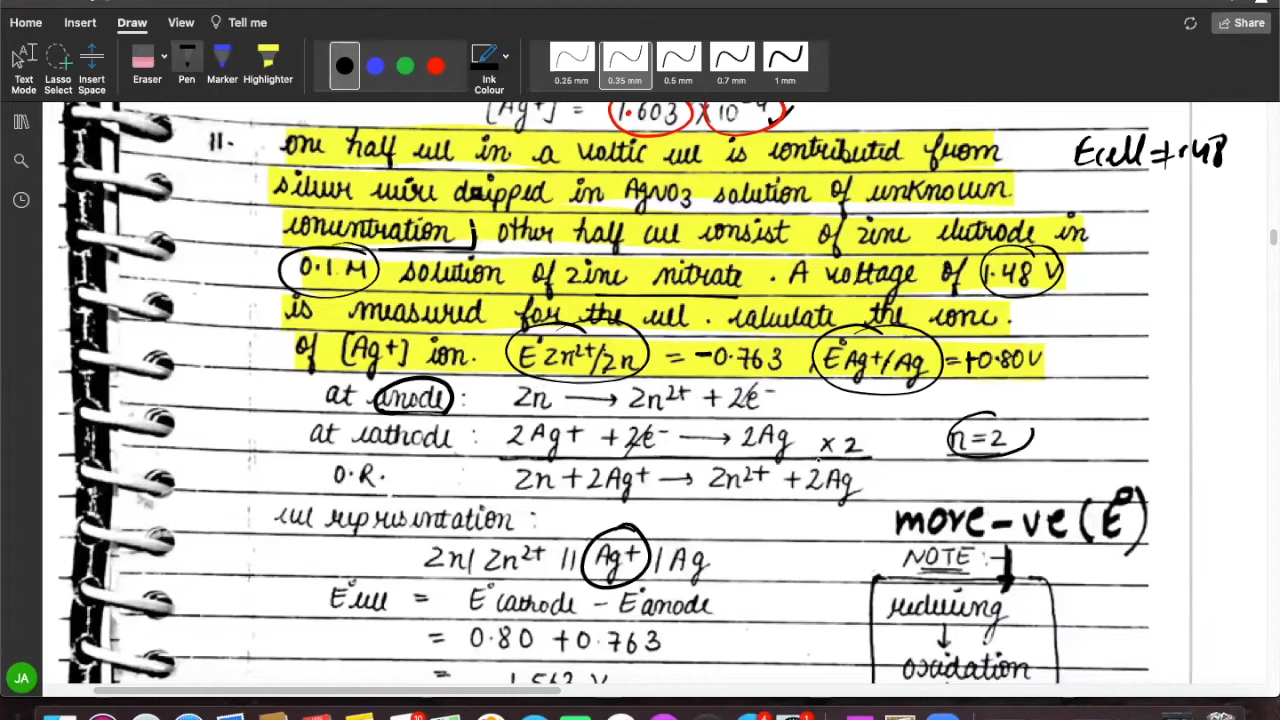 Home Insert Draw View Tell me
Share
Text Mode
Lasso Select
Insert Space
Eraser
Pen
Marker
Highlighter
Ink Colour
0.25 mm
0.35 mm
0.5 mm
0.7 mm
1 mm
[Ag+] = 1.603 × 10⁻⁴
11. one half cell in a voltic cell is contributed from
Ecell = 1.48
silver wire dipped in AgNO3 solution of unknown
concentration, other half cell consist of zinc electrode in
0.1 M solution of zinc nitrate. A voltage of 1.48 V
is measured for the cell. calculate the conc.
of [Ag+] ion. E°Zn²⁺/Zn = -0.763, E°Ag+/Ag = +0.80V
at anode : Zn → Zn²⁺ + 2e⁻
at cathode : 2Ag+ + 2e⁻ → 2Ag × 2
n=2
O.R. Zn + 2Ag+ → Zn²⁺ + 2Ag
cell representation :
more -ve (E°)
Zn | Zn²⁺ || Ag+ | Ag
NOTE :-
E°cell = E°cathode - E°anode
reducing
↓
= 0.80 + 0.763
oxidation
= 1.563 V
JA